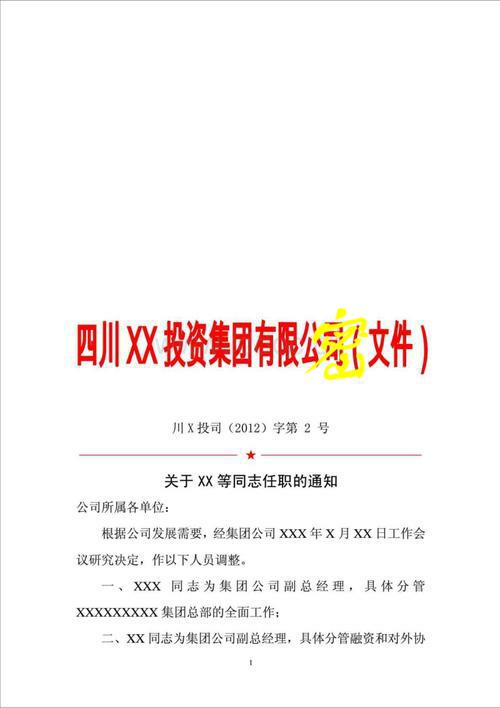 四川XX投资集团有限公司(文件)
密
川X投司（2012）字第 2 号
关于 XX 等同志任职的通知
公司所属各单位：
根据公司发展需要，经集团公司 XXX 年 X 月 XX 日工作会
议研究决定，作以下人员调整。
一、XXX 同志为集团公司副总经理，具体分管
XXXXXXXXX 集团总部的全面工作；
二、XX 同志为集团公司副总经理，具体分管融资和对外协
1